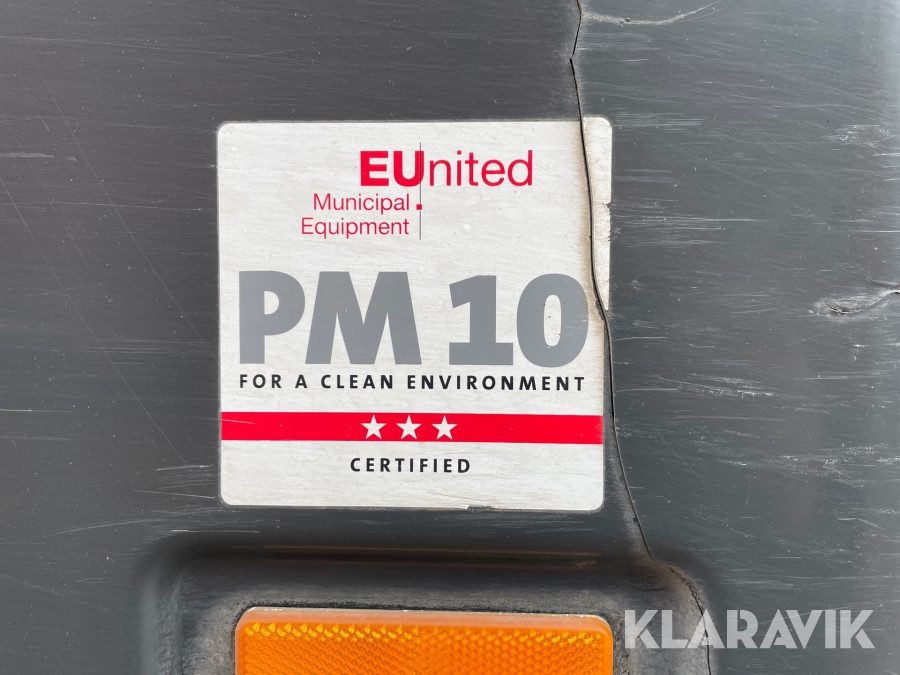 EUnited
Municipal
Equipment
PM 10
FOR A CLEAN ENVIRONMENT
CERTIFIED
KLARAVIK